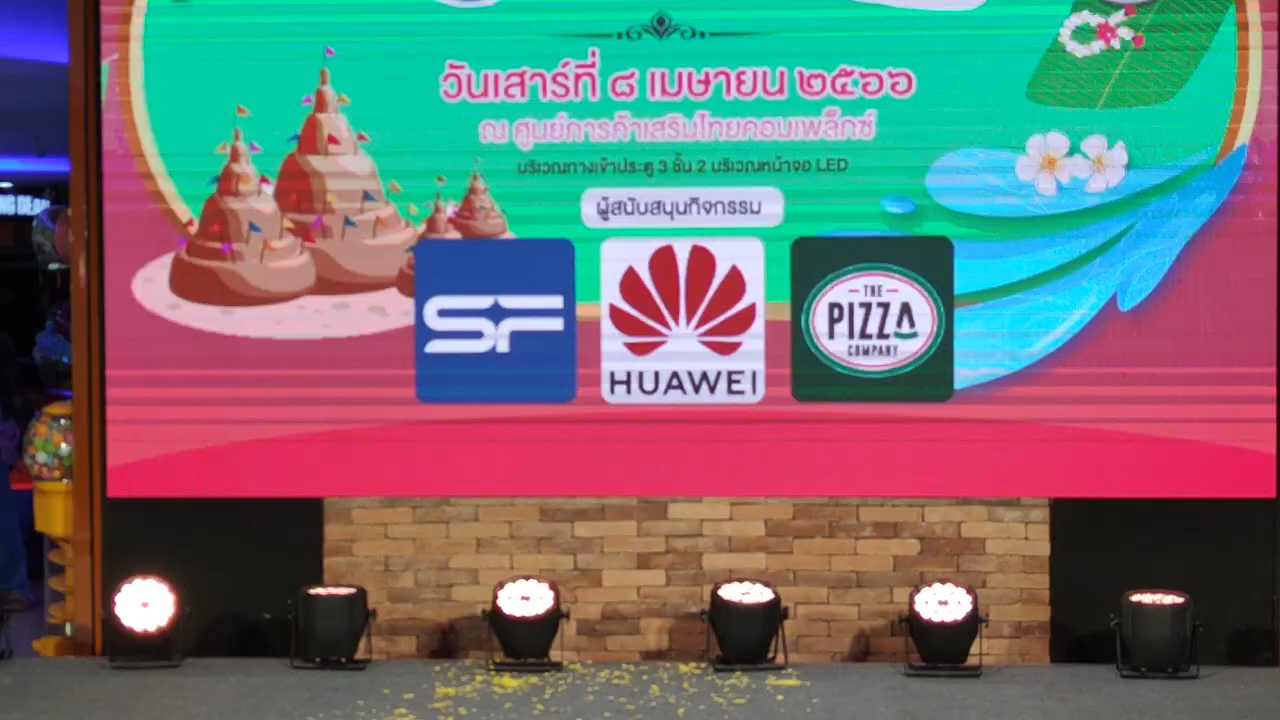 วันเสาร์ที่ ๘ เมษายน ๒๕๖๖
ณ ศูนย์การค้าเสรีไทยคอมเพล็กซ์
บริเวณทางเข้าประตู 3 ชั้น 2 บริเวณหน้าจอ LED
ผู้สนับสนุนกิจกรรม
SF
HUAWEI
THE
PIZZA
COMPANY